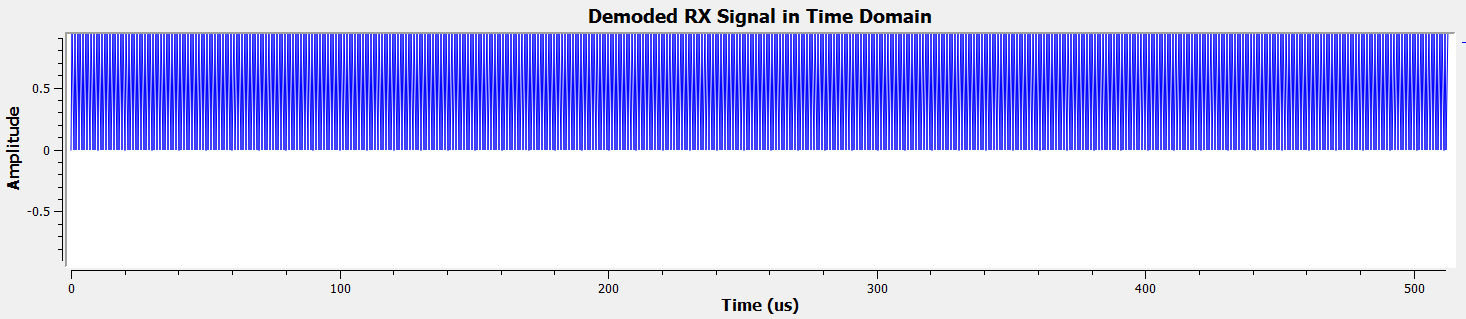 Demoded RX Signal in Time Domain
Amplitude
0.5
0
-0.5
0 100 200 300 400 500
Time (us)